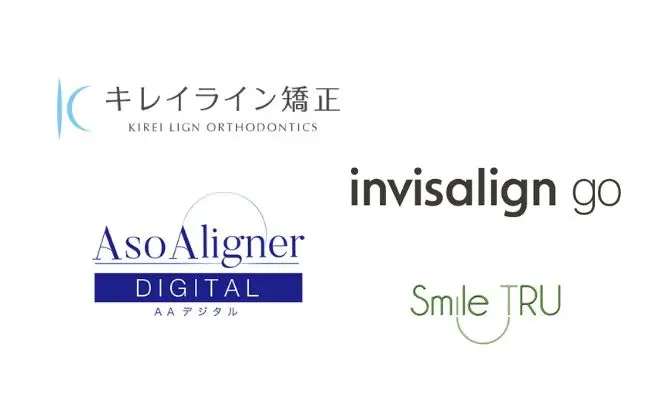 キレイライン矯正
KIREI LIGN ORTHODONTICS
invisalign go
AsoAligner
DIGITAL
AAデジタル
Smile TRU